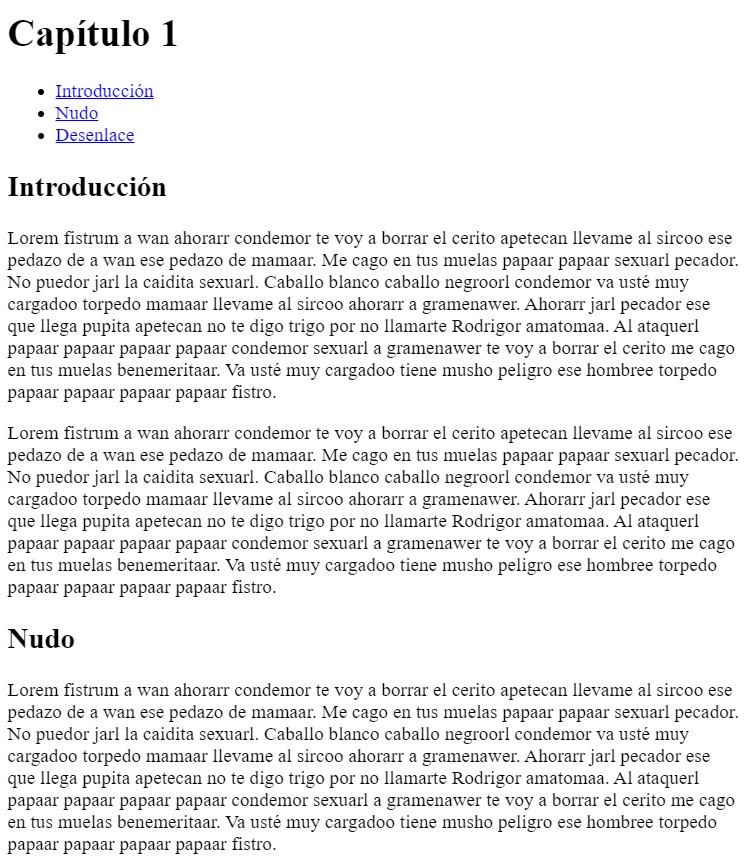 Capítulo 1
Introducción
Nudo
Desenlace
Introducción
Lorem fistrum a wan ahorarr condemor te voy a borrar el cerito apetecan llevame al sircoo ese
pedazo de a wan ese pedazo de mamaar. Me cago en tus muelas papaar papaar sexuarl pecador.
No puedor jarl la caidita sexuarl. Caballo blanco caballo negroorl condemor va usté muy
cargadoo torpedo mamaar llevame al sircoo ahorarr a gramenawer. Ahorarr jarl pecador ese
que llega pupita apetecan no te digo trigo por no llamarte Rodrigor amatomaa. Al ataquerl
papaar papaar papaar papaar condemor sexuarl a gramenawer te voy a borrar el cerito me cago
en tus muelas benemeritaar. Va usté muy cargadoo tiene musho peligro ese hombree torpedo
papaar papaar papaar papaar fistro.
Lorem fistrum a wan ahorarr condemor te voy a borrar el cerito apetecan llevame al sircoo ese
pedazo de a wan ese pedazo de mamaar. Me cago en tus muelas papaar papaar sexuarl pecador.
No puedor jarl la caidita sexuarl. Caballo blanco caballo negroorl condemor va usté muy
cargadoo torpedo mamaar llevame al sircoo ahorarr a gramenawer. Ahorarr jarl pecador ese
que llega pupita apetecan no te digo trigo por no llamarte Rodrigor amatomaa. Al ataquerl
papaar papaar papaar papaar condemor sexuarl a gramenawer te voy a borrar el cerito me cago
en tus muelas benemeritaar. Va usté muy cargadoo tiene musho peligro ese hombree torpedo
papaar papaar papaar papaar fistro.
Nudo
Lorem fistrum a wan ahorarr condemor te voy a borrar el cerito apetecan llevame al sircoo ese
pedazo de a wan ese pedazo de mamaar. Me cago en tus muelas papaar papaar sexuarl pecador.
No puedor jarl la caidita sexuarl. Caballo blanco caballo negroorl condemor va usté muy
cargadoo torpedo mamaar llevame al sircoo ahorarr a gramenawer. Ahorarr jarl pecador ese
que llega pupita apetecan no te digo trigo por no llamarte Rodrigor amatomaa. Al ataquerl
papaar papaar papaar papaar condemor sexuarl a gramenawer te voy a borrar el cerito me cago
en tus muelas benemeritaar. Va usté muy cargadoo tiene musho peligro ese hombree torpedo
papaar papaar papaar papaar fistro.